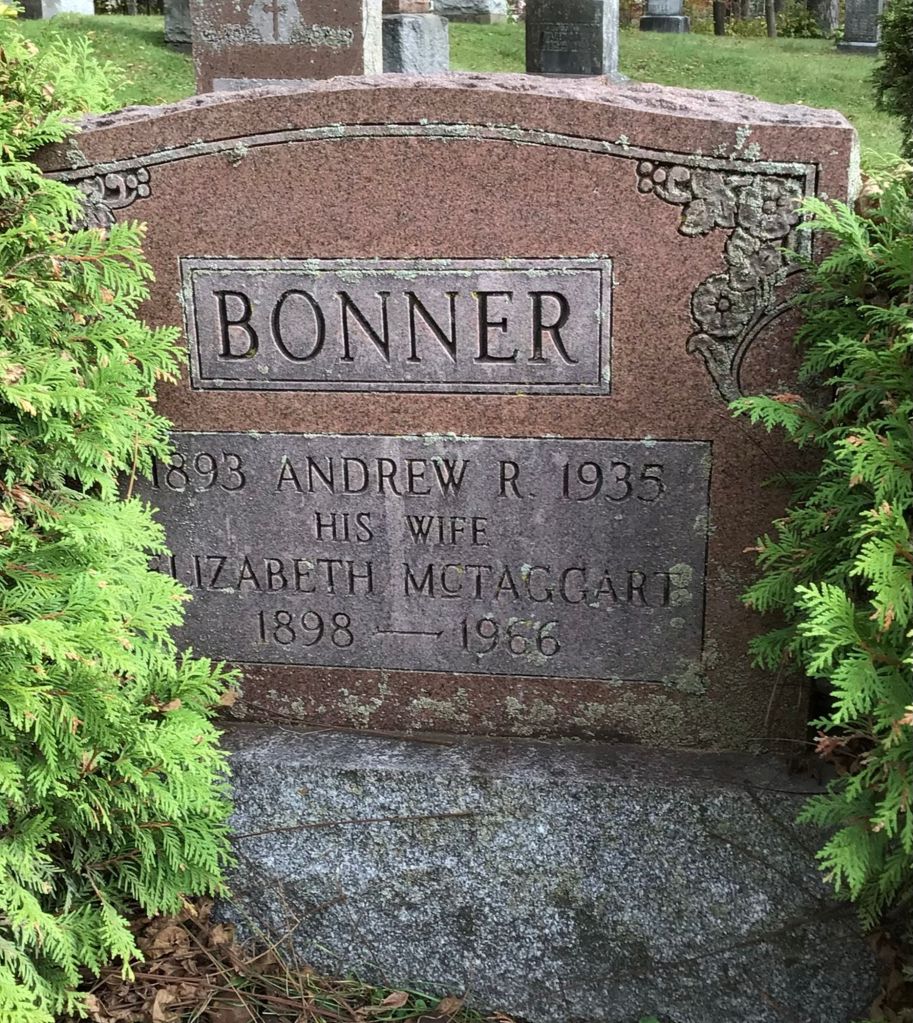 BONNER
1893 ANDREW R. 1935
HIS WIFE
ELIZABETH McTAGGART
1898 — 1966